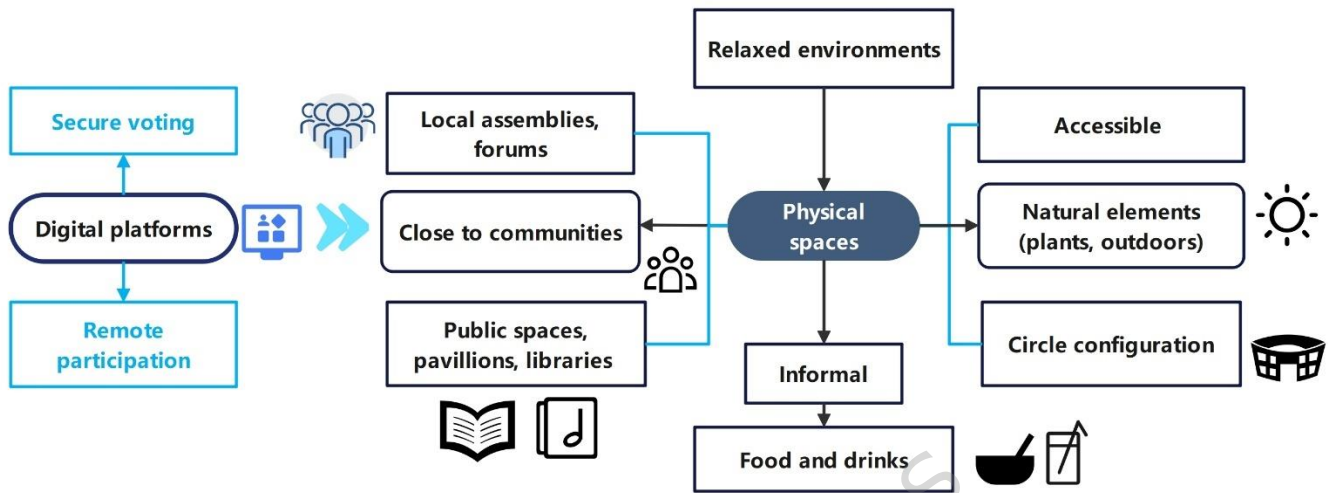 Relaxed environments
Secure voting
Local assemblies,
forums
Accessible
Digital platforms
Close to communities
Physical
spaces
Natural elements
(plants, outdoors)
Remote
participation
Public spaces,
pavillions, libraries
Informal
Circle configuration
Food and drinks